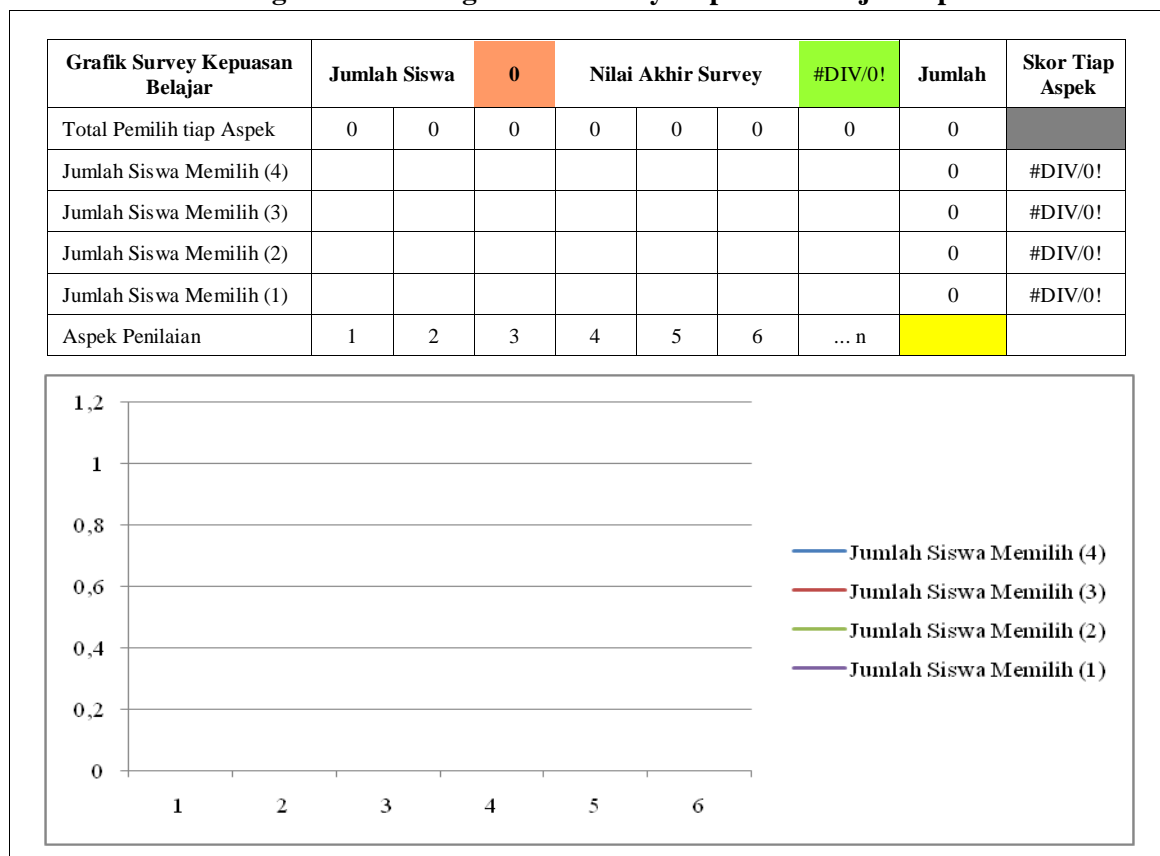 Grafik Survey Kepuasan Belajar Jumlah Siswa 0 Nilai Akhir Survey #DIV/0! Jumlah Skor Tiap Aspek
Total Pemilih tiap Aspek 0 0 0 0 0 0 0 0
Jumlah Siswa Memilih (4) 0 #DIV/0!
Jumlah Siswa Memilih (3) 0 #DIV/0!
Jumlah Siswa Memilih (2) 0 #DIV/0!
Jumlah Siswa Memilih (1) 0 #DIV/0!
Aspek Penilaian 1 2 3 4 5 6 ... n
1,2
1
0,8
0,6
0,4
0,2
0
1 2 3 4 5 6
Jumlah Siswa Memilih (4)
Jumlah Siswa Memilih (3)
Jumlah Siswa Memilih (2)
Jumlah Siswa Memilih (1)